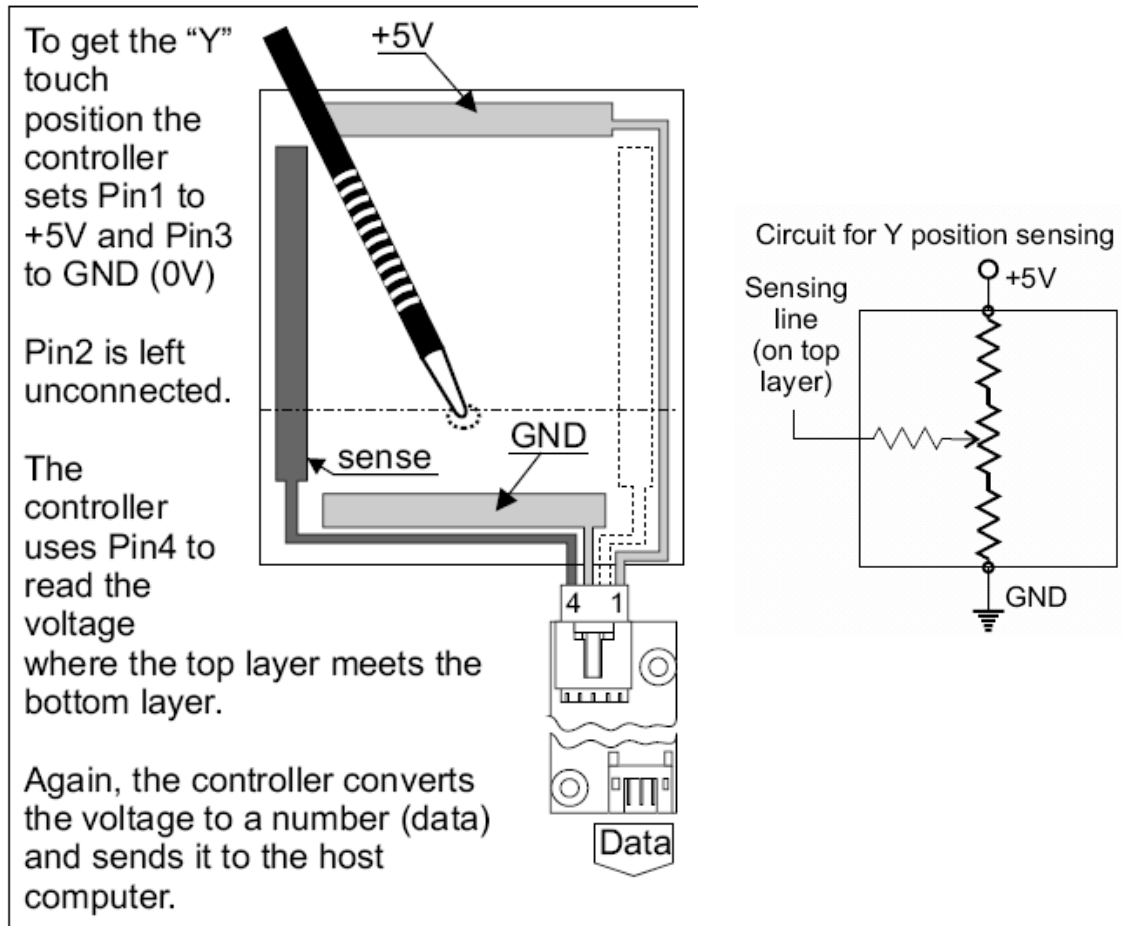 To get the “Y”
touch
position the
controller
sets Pin1 to
+5V and Pin3
to GND (0V)
Pin2 is left
unconnected.
The
controller
uses Pin4 to
read the
voltage
where the top layer meets the
bottom layer.
Again, the controller converts
the voltage to a number (data)
and sends it to the host
computer.
+5V
sense
GND
4 1
Data
Circuit for Y position sensing
+5V
Sensing
line
(on top
layer)
GND